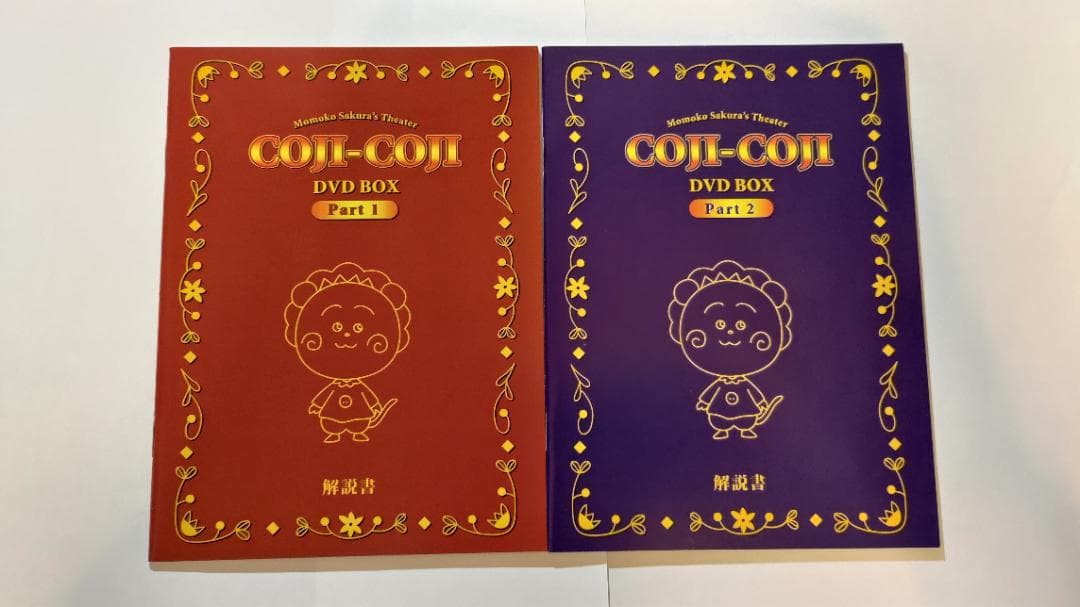 Momoko Sakura's Theater
COJI-COJI
DVD BOX
Part 1
解説書
Momoko Sakura's Theater
COJI-COJI
DVD BOX
Part 2
解説書